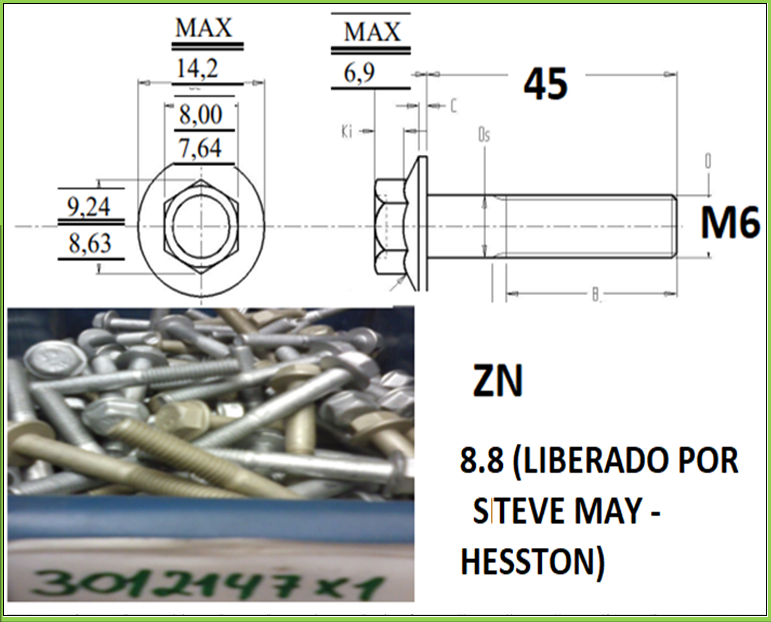 MAX
14,2
8,00
7,64
9,24
8,63
MAX
6,9
Ki
C
Ds
45
D
M6
B
ZN
8.8 (LIBERADO POR
STEVE MAY -
HESSTON)
3012147x1